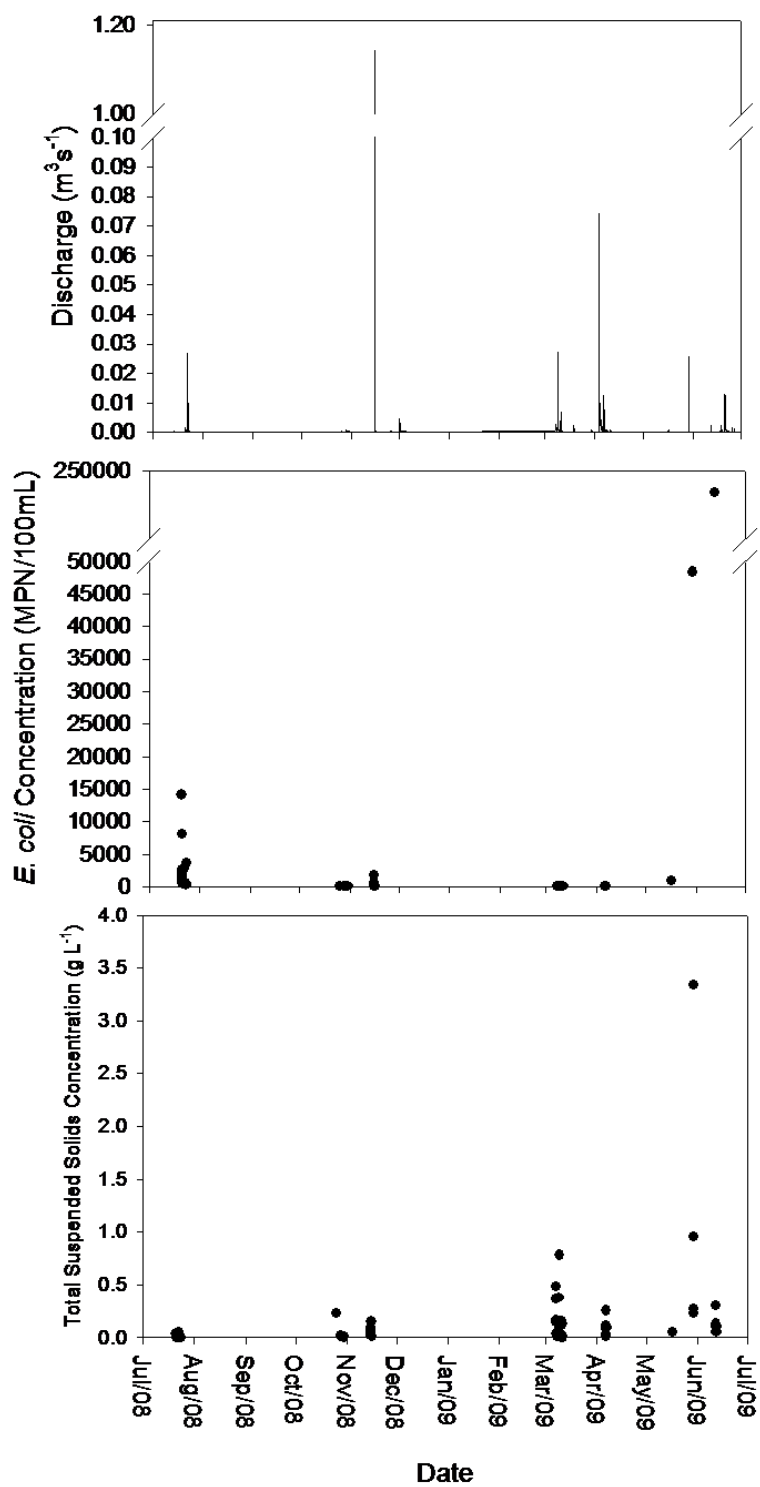 1.20
1.00
0.10
0.09
0.08
0.07
0.06
0.05
0.04
0.03
0.02
0.01
0.00
Discharge (m³s⁻¹)
250000
50000
45000
40000
35000
30000
25000
20000
15000
10000
5000
0
E. coli Concentration (MPN/100mL)
4.0
3.5
3.0
2.5
2.0
1.5
1.0
0.5
0.0
Total Suspended Solids Concentration (g L⁻¹)
Jul/08
Aug/08
Sep/08
Oct/08
Nov/08
Dec/08
Jan/09
Feb/09
Mar/09
Apr/09
May/09
Jun/09
Jul/09
Date